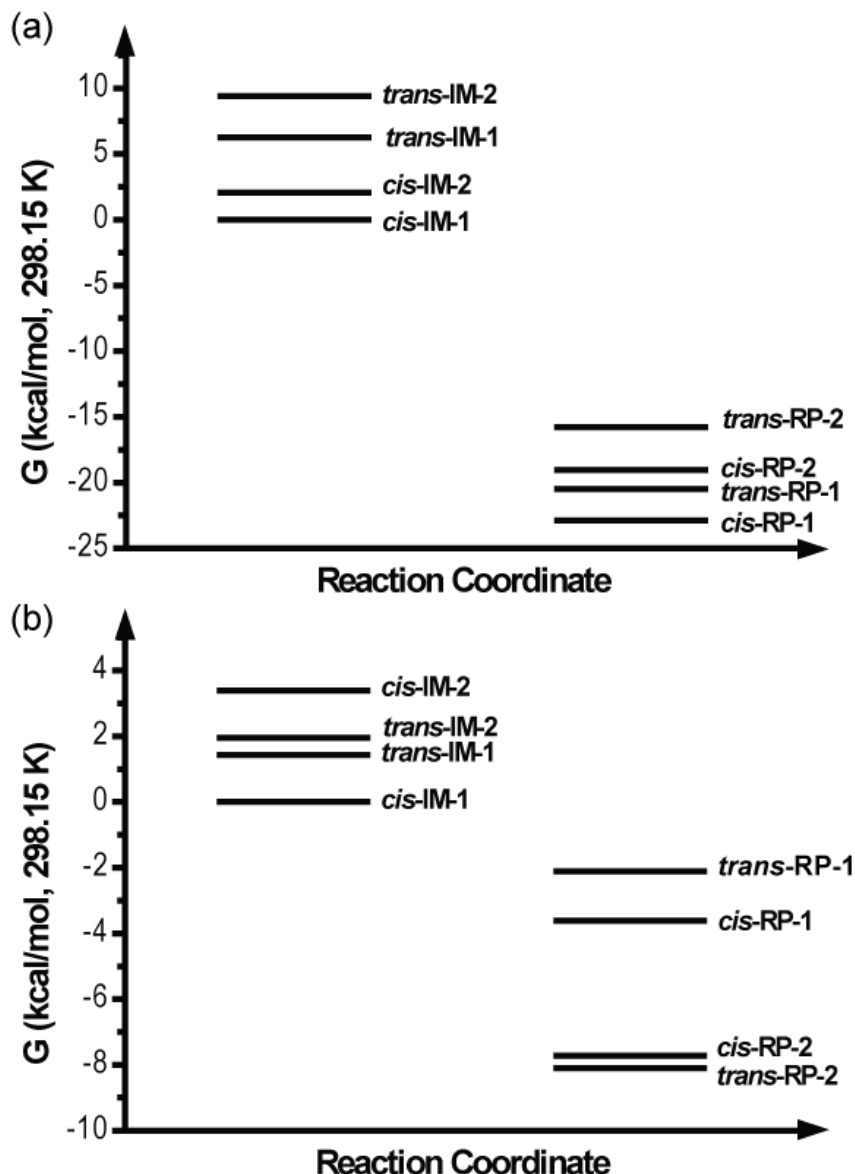 (a)
G (kcal/mol, 298.15 K)
10
5
0
-5
-10
-15
-20
-25
trans-IM-2
trans-IM-1
cis-IM-2
cis-IM-1
trans-RP-2
cis-RP-2
trans-RP-1
cis-RP-1
Reaction Coordinate
(b)
G (kcal/mol, 298.15 K)
4
2
0
-2
-4
-6
-8
-10
cis-IM-2
trans-IM-2
trans-IM-1
cis-IM-1
trans-RP-1
cis-RP-1
cis-RP-2
trans-RP-2
Reaction Coordinate